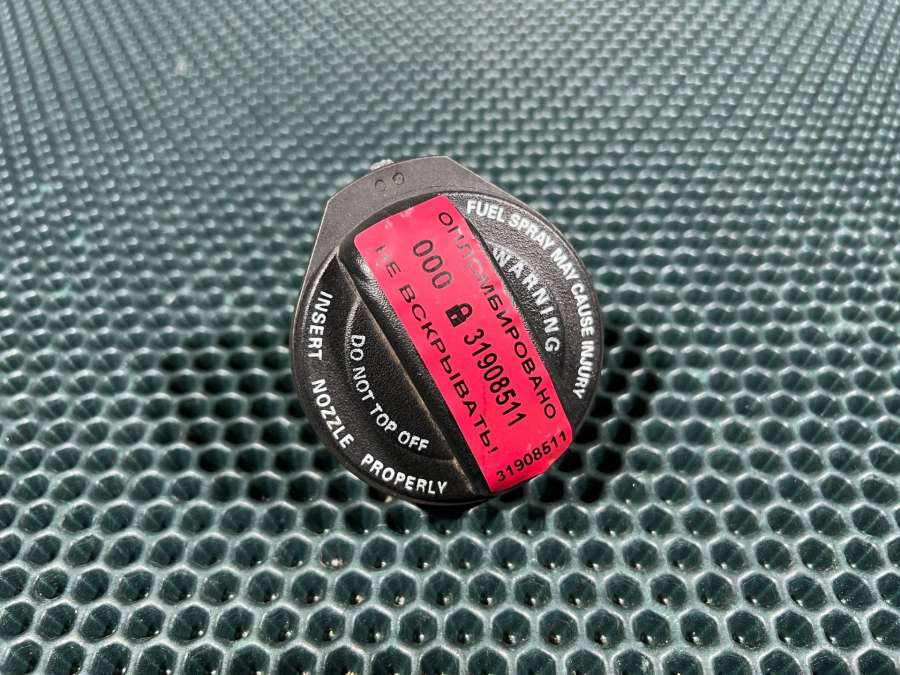 FUEL SPRAY MAY CAUSE INJURY
WARNING
ОПЛОМБИРОВАНО
000 31908511
НЕ ВСКРЫВАТЬ!
31908511
DO NOT TOP OFF
INSERT NOZZLE PROPERLY